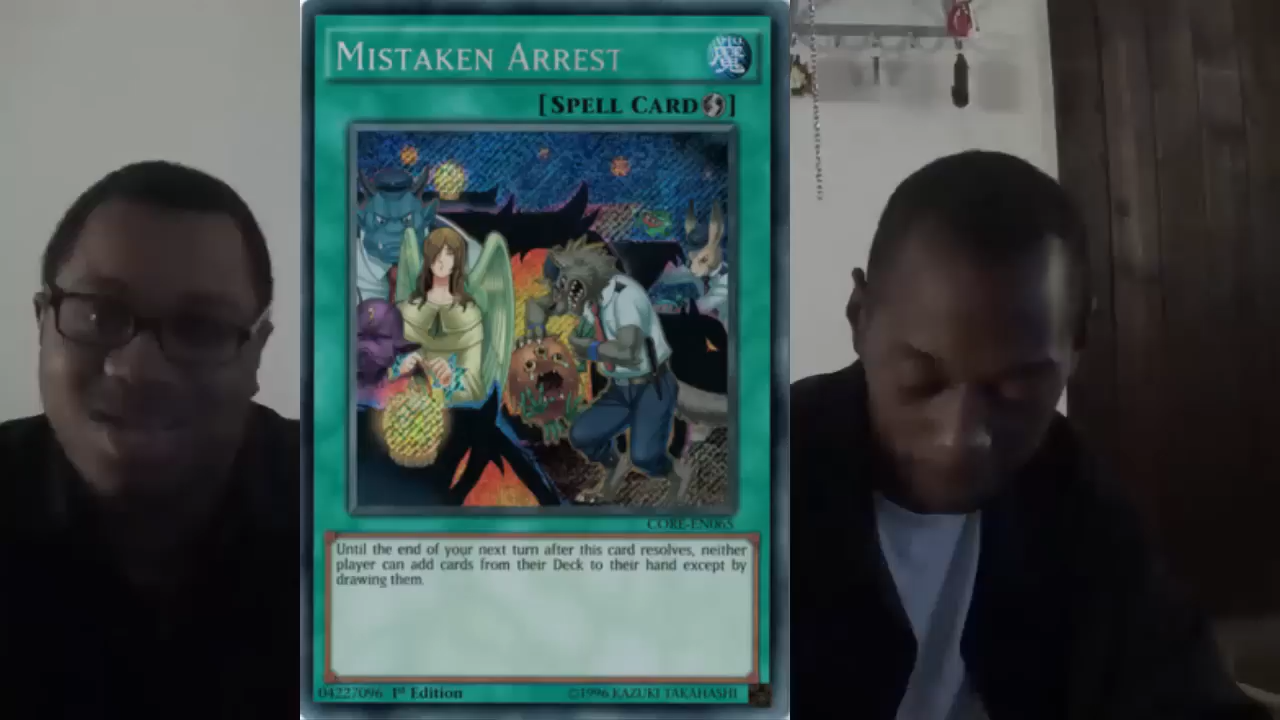 MISTAKEN ARREST
魔
[SPELL CARD]
CORE-EN065
Until the end of your next turn after this card resolves, neither
player can add cards from their Deck to their hand except by
drawing them.
04227096 1st Edition ©1996 KAZUKI TAKAHASHI